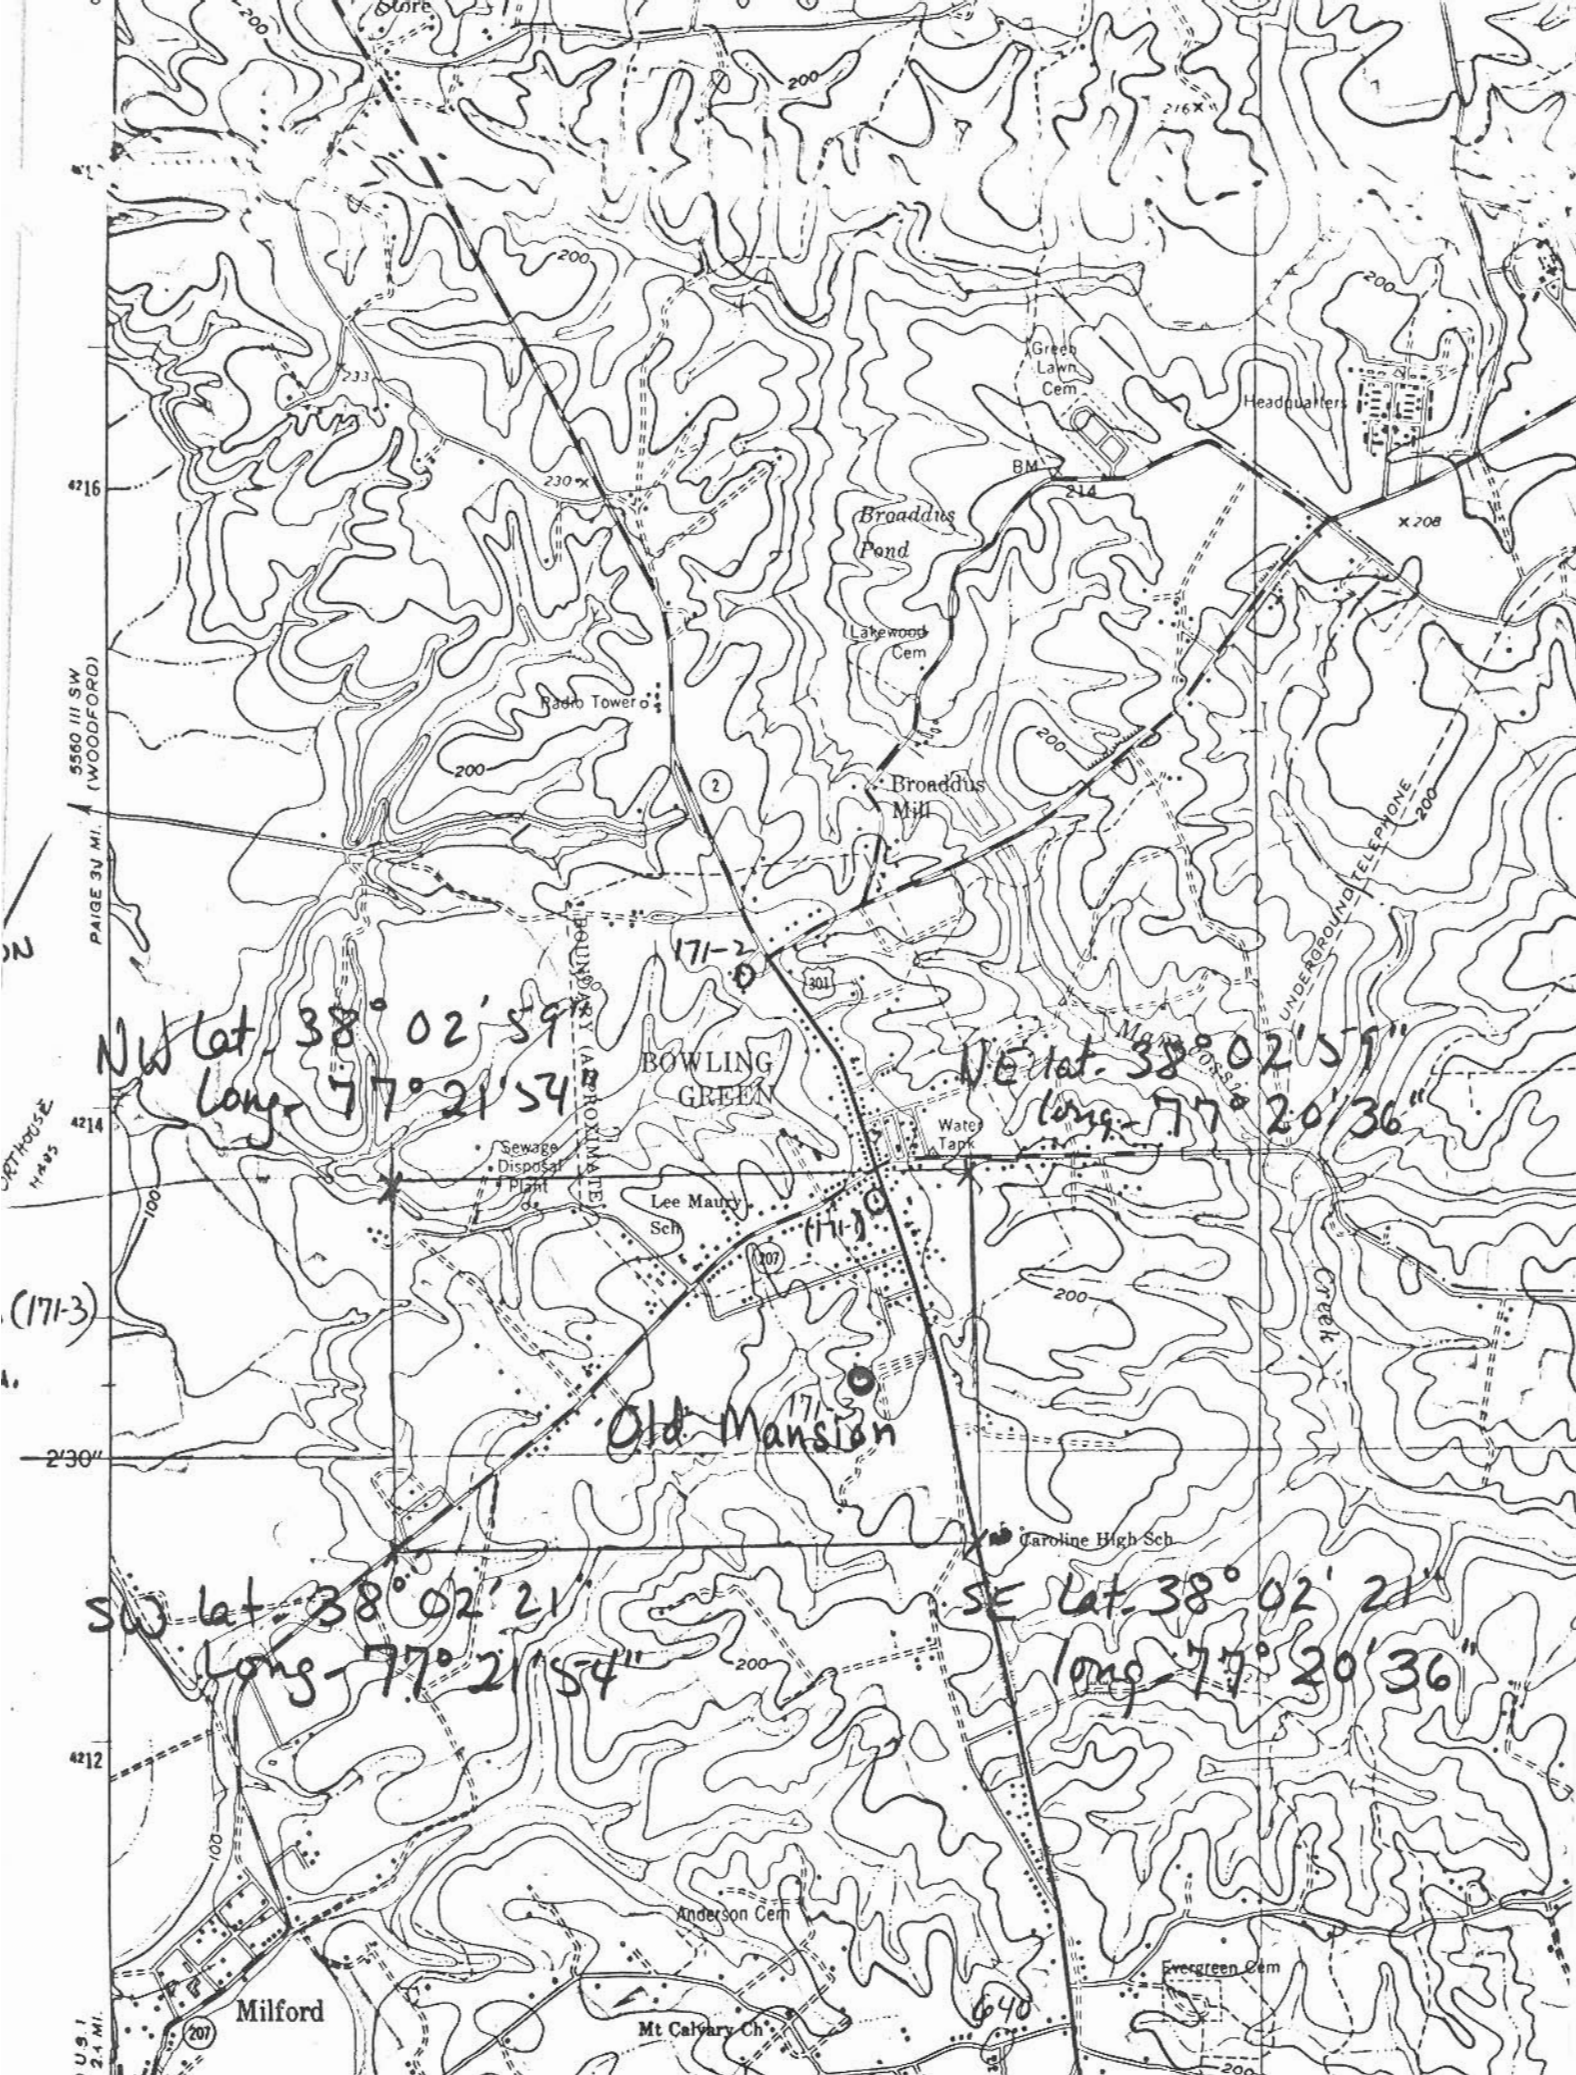 Store
200
200
216
200
200
Green
Lawn
Cem
233
Headquarters
BM
230
4216
214
Broaddus
Pond
208
Lakewood
Cem
5560 III SW
(WOODFORD)
Radio Tower
200
200
2
Broaddus
Mill
PAIGE
MI.
UNDERGROUND TELEPHONE
200
ON
171-2
301
BOUNDARY (APPROXIMATE)
NW lat. 38° 02' 59"
Long- 77° 21' 54
BOWLING
GREEN
NE lat. 38° 02' 59"
long- 77° 20' 36"
4214
Water
Tank
Sewage
Disposal
Plant
100
Lee Maury
Sch
(171-1)
207
200
Creek
(171-3)
171-3
Old Mansion
2'30"
Caroline High Sch
SW lat- 38° 02' 21
Long- 77° 21' 54"
SE Lat- 38° 02' 21"
long- 77° 20' 36"
200
4212
100
Anderson Cem
Evergreen Cem
Milford
207
Mt Calvary Ch
640
U S. 1
2.4 MI.
200